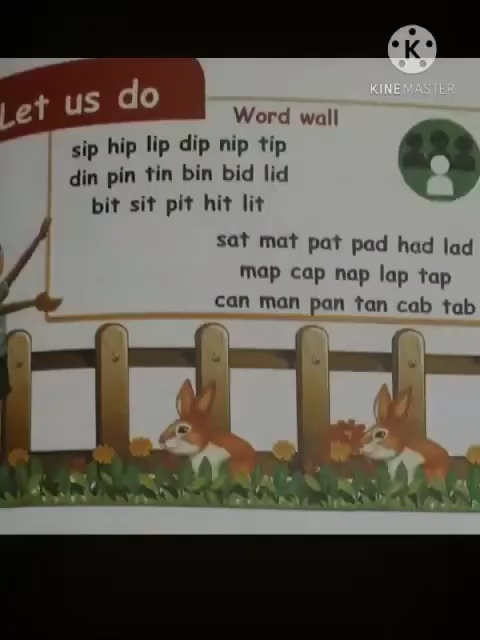 K
KINEMASTER
Let us do
Word wall
sip hip lip dip nip tip
din pin tin bin bid lid
bit sit pit hit lit
sat mat pat pad had lad
map cap nap lap tap
can man pan tan cab tab